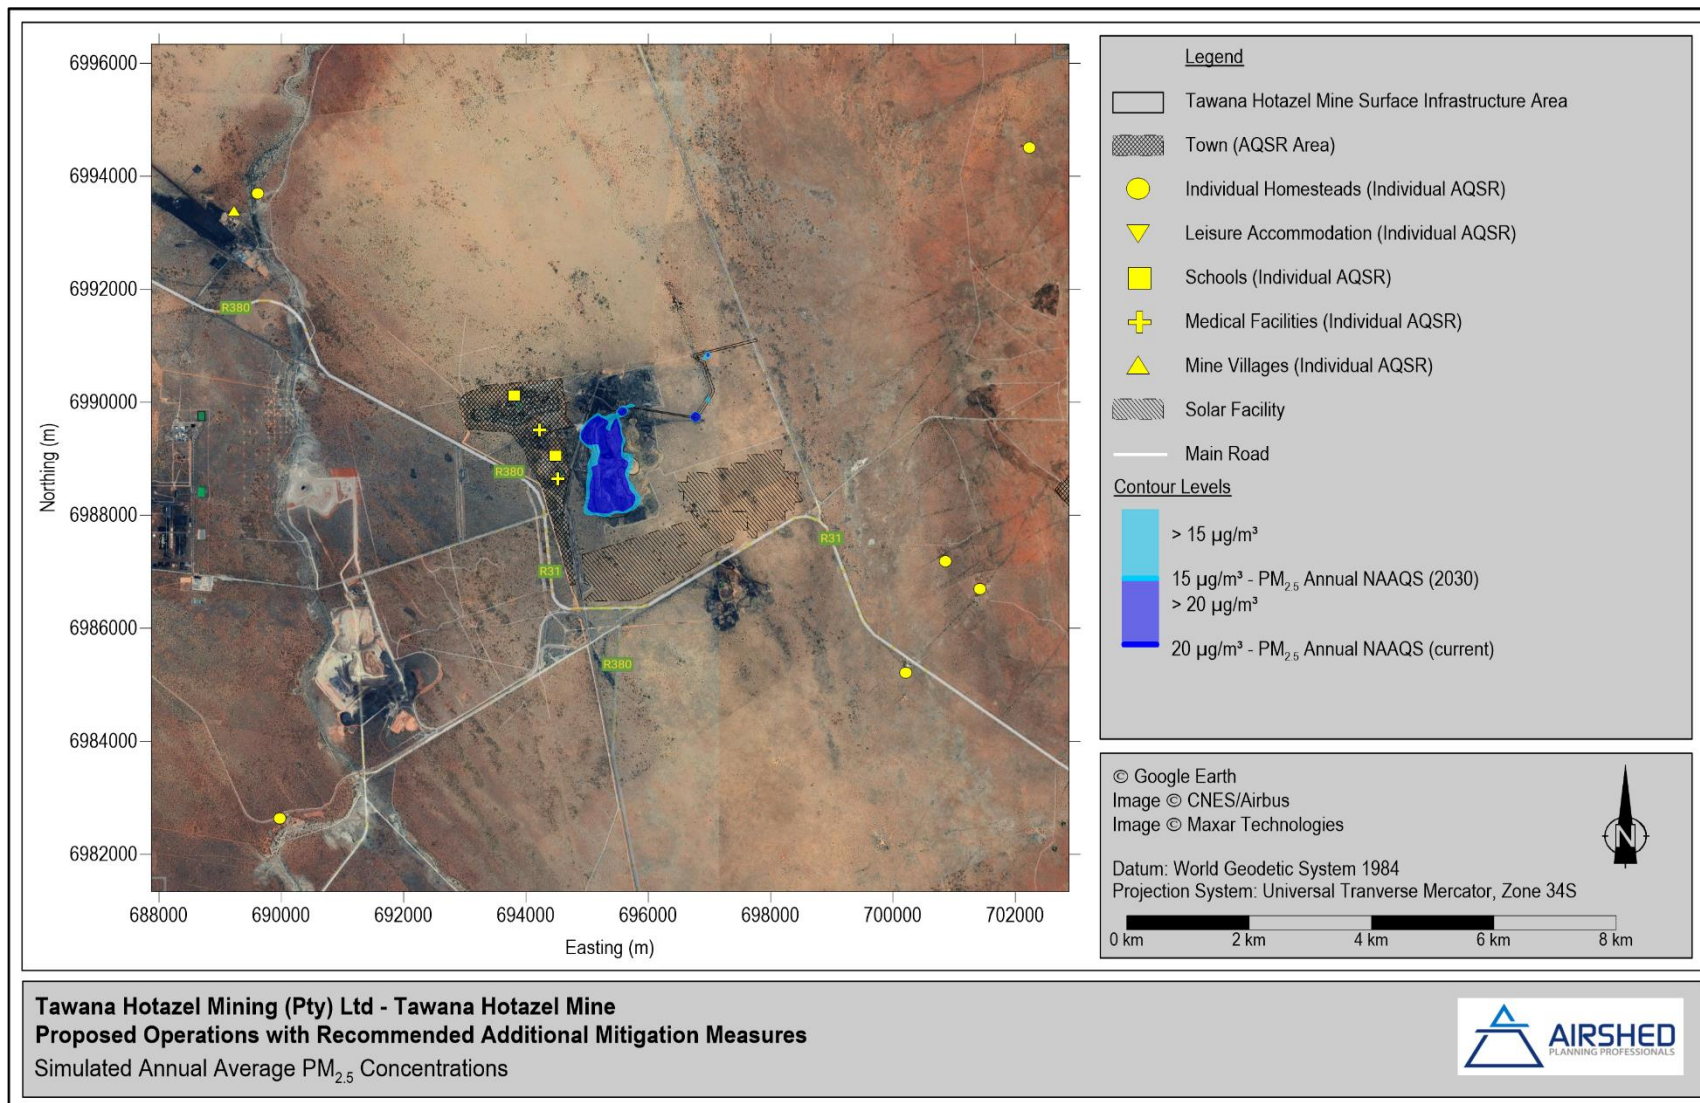 6996000
6994000
6992000
6990000
6988000
6986000
6984000
6982000
Northing (m)
688000
690000
692000
694000
696000
698000
700000
702000
Easting (m)
R380
R380
R31
R31
R380
Legend
Tawana Hotazel Mine Surface Infrastructure Area
Town (AQSR Area)
Individual Homesteads (Individual AQSR)
Leisure Accommodation (Individual AQSR)
Schools (Individual AQSR)
Medical Facilities (Individual AQSR)
Mine Villages (Individual AQSR)
Solar Facility
Main Road
Contour Levels
> 15 µg/m³
15 µg/m³ - PM2.5 Annual NAAQS (2030)
> 20 µg/m³
20 µg/m³ - PM2.5 Annual NAAQS (current)
© Google Earth
Image © CNES/Airbus
Image © Maxar Technologies
N
Datum: World Geodetic System 1984
Projection System: Universal Tranverse Mercator, Zone 34S
0 km
2 km
4 km
6 km
8 km
Tawana Hotazel Mining (Pty) Ltd - Tawana Hotazel Mine
Proposed Operations with Recommended Additional Mitigation Measures
Simulated Annual Average PM2.5 Concentrations
AIRSHED
PLANNING PROFESSIONALS